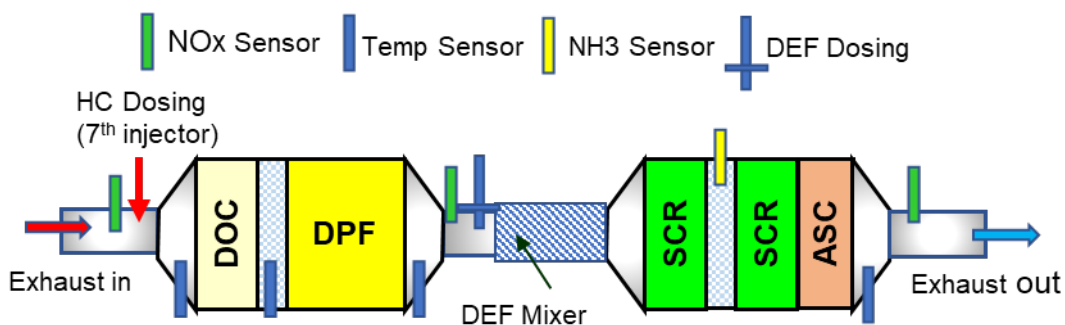 NOx Sensor
Temp Sensor
NH3 Sensor
DEF Dosing
HC Dosing
(7th injector)
DOC
DPF
SCR
SCR
ASC
Exhaust in
DEF Mixer
Exhaust out